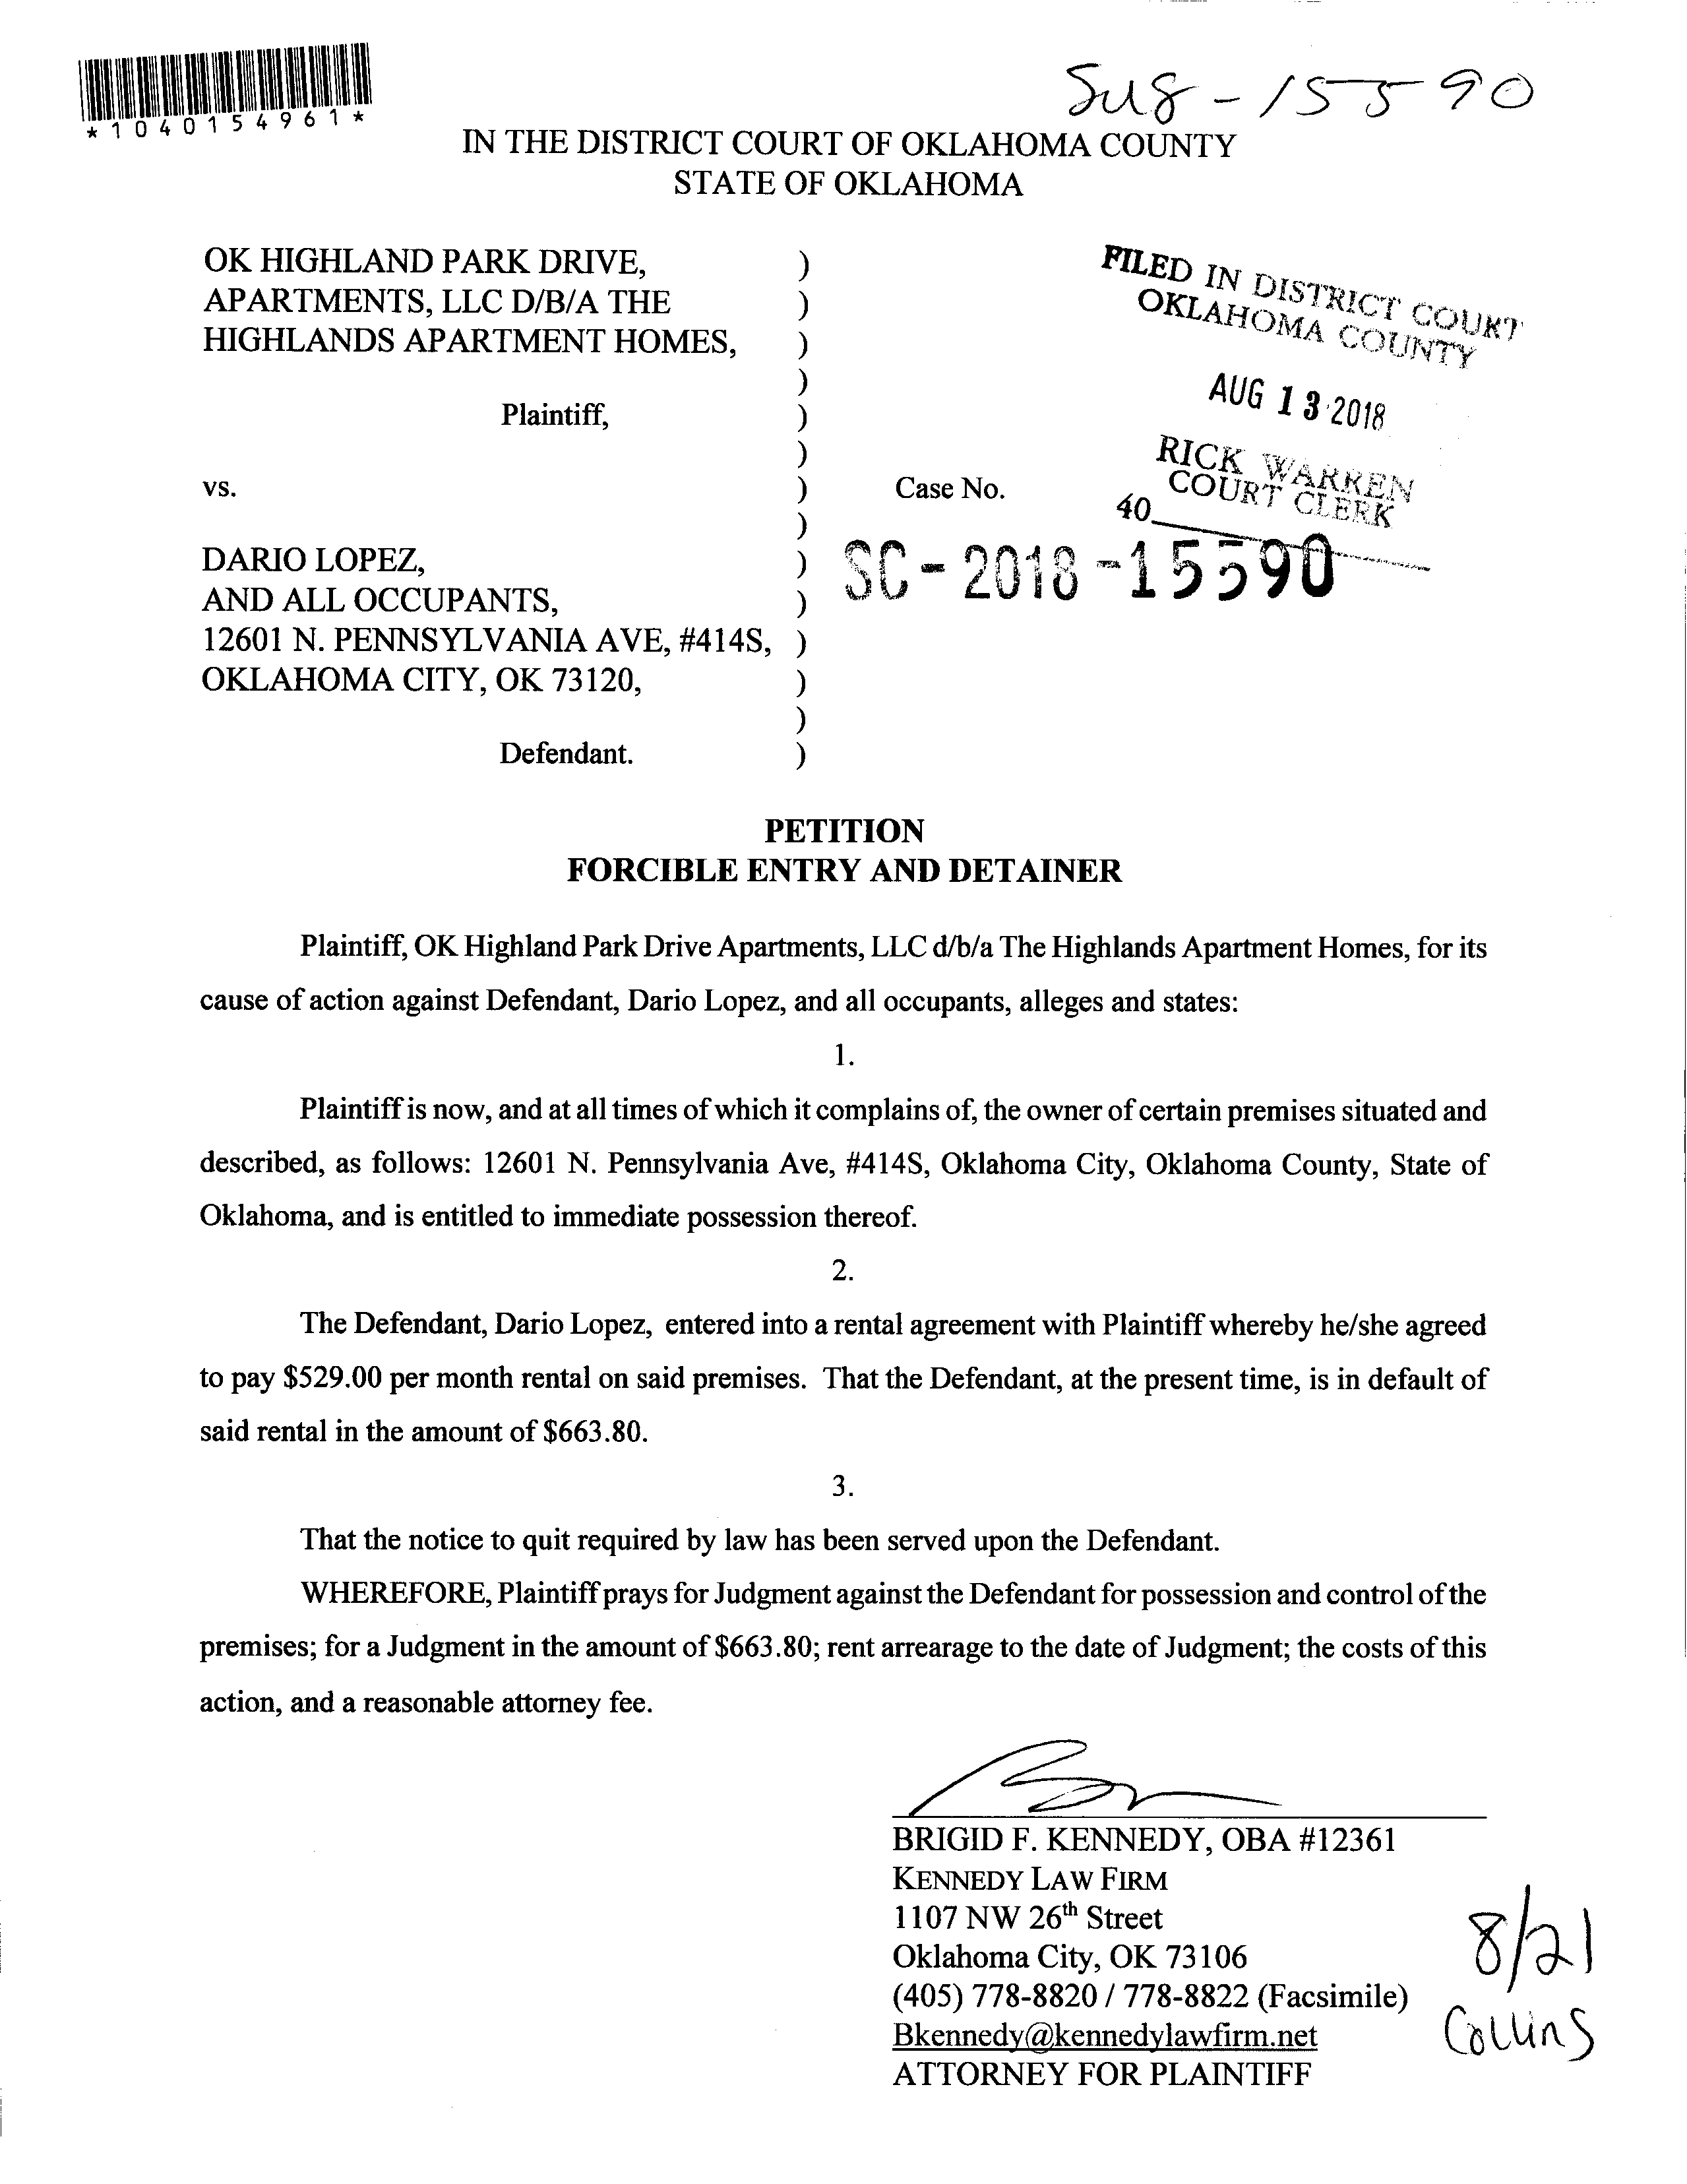 *1040154961*
IN THE DISTRICT COURT OF OKLAHOMA COUNTY
STATE OF OKLAHOMA
OK HIGHLAND PARK DRIVE, )
APARTMENTS, LLC D/B/A THE )
HIGHLANDS APARTMENT HOMES, )
)
Plaintiff, )
)
vs. ) Case No.
)
DARIO LOPEZ, )
AND ALL OCCUPANTS, )
12601 N. PENNSYLVANIA AVE, #414S, )
OKLAHOMA CITY, OK 73120, )
)
Defendant. )
FILED IN DISTRICT COURT
OKLAHOMA COUNTY
AUG 13 2018
RICK WARREN
COURT CLERK
40
SC-2018-15590
PETITION
FORCIBLE ENTRY AND DETAINER
Plaintiff, OK Highland Park Drive Apartments, LLC d/b/a The Highlands Apartment Homes, for its
cause of action against Defendant, Dario Lopez, and all occupants, alleges and states:
1.
Plaintiff is now, and at all times of which it complains of, the owner of certain premises situated and
described, as follows: 12601 N. Pennsylvania Ave, #414S, Oklahoma City, Oklahoma County, State of
Oklahoma, and is entitled to immediate possession thereof.
2.
The Defendant, Dario Lopez, entered into a rental agreement with Plaintiff whereby he/she agreed
to pay $529.00 per month rental on said premises. That the Defendant, at the present time, is in default of
said rental in the amount of $663.80.
3.
That the notice to quit required by law has been served upon the Defendant.
WHEREFORE, Plaintiff prays for Judgment against the Defendant for possession and control of the
premises; for a Judgment in the amount of $663.80; rent arrearage to the date of Judgment; the costs of this
action, and a reasonable attorney fee.
BRIGID F. KENNEDY, OBA #12361
KENNEDY LAW FIRM
1107 NW 26th Street
Oklahoma City, OK 73106
(405) 778-8820 / 778-8822 (Facsimile)
Bkennedy@kennedylawfirm.net
ATTORNEY FOR PLAINTIFF
8/21
Collins